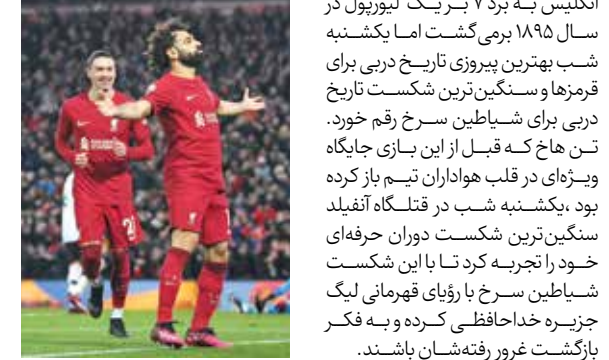 انگلیس به برد ۷ بر یک لیورپول در
سال ۱۸۹۵ برمی‌گشت اما یکشنبه
شب بهترین پیروزی تاریخ دربی برای
قرمزها و سنگین‌ترین شکست تاریخ
دربی برای شیاطین سرخ رقم خورد.
تن هاخ که قبل از این بازی جایگاه
ویژه‌ای در قلب هواداران تیم باز کرده
بود ،یکشنبه شب در قتلگاه آنفیلد
سنگین‌ترین شکست دوران حرفه‌ای
خود را تجربه کرد تا با این شکست
شیاطین سرخ با رؤیای قهرمانی لیگ
جزیره خداحافظی کرده و به فکر
بازگشت غرور رفته‌شان باشند.